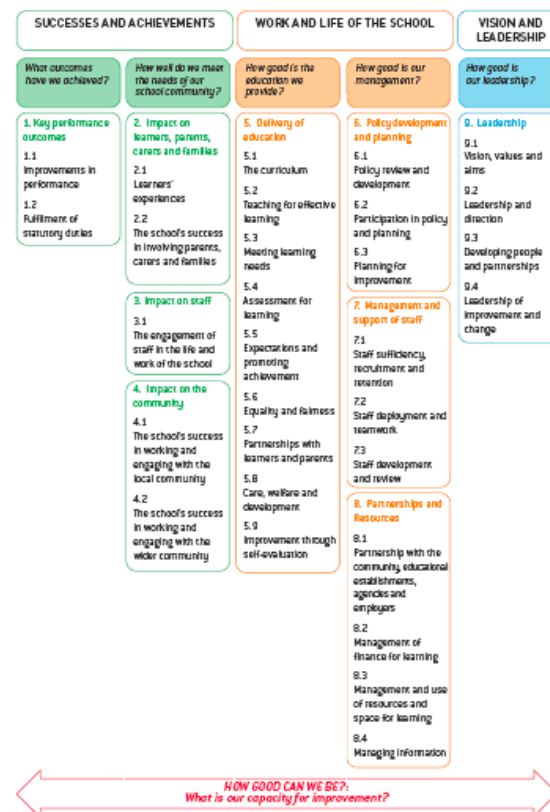 SUCCESSES AND ACHIEVEMENTS
WORK AND LIFE OF THE SCHOOL
VISION AND
LEADERSHIP
What outcomes
have we achieved?
How well do we meet
the needs of our
school community?
How good is the
education we
provide?
How good is our
management?
How good is
our leadership?
1. Key performance
outcomes
1.1
Improvements in
performance
1.2
Fulfilment of
statutory duties
2. Impact on
learners, parents,
carers and families
2.1
Learners'
experiences
2.2
The school's success
in involving parents,
carers and families
3. Impact on staff
3.1
The engagement of
staff in the life and
work of the school
4. Impact on the
community
4.1
The school's success
in working and
engaging with the
local community
4.2
The school's success
in working and
engaging with the
wider community
5. Delivery of
education
5.1
The curriculum
5.2
Teaching for effective
learning
5.3
Meeting learning
needs
5.4
Assessment for
learning
5.5
Expectations and
promoting
achievement
5.6
Equality and fairness
5.7
Partnerships with
learners and parents
5.8
Care, welfare and
development
5.9
Improvement through
self-evaluation
6. Policy development
and planning
6.1
Policy review and
development
6.2
Participation in policy
and planning
6.3
Planning for
improvement
7. Management and
support of staff
7.1
Staff sufficiency,
recruitment and
retention
7.2
Staff deployment and
teamwork
7.3
Staff development
and review
8. Partnerships and
Resources
8.1
Partnership with the
community, educational
establishments,
agencies and
employers
8.2
Management of
finance for learning
8.3
Management and use
of resources and
space for learning
8.4
Managing information
9. Leadership
9.1
Vision, values and
aims
9.2
Leadership and
direction
9.3
Developing people
and partnerships
9.4
Leadership of
improvement and
change
HOW GOOD CAN WE BE?:
What is our capacity for improvement?